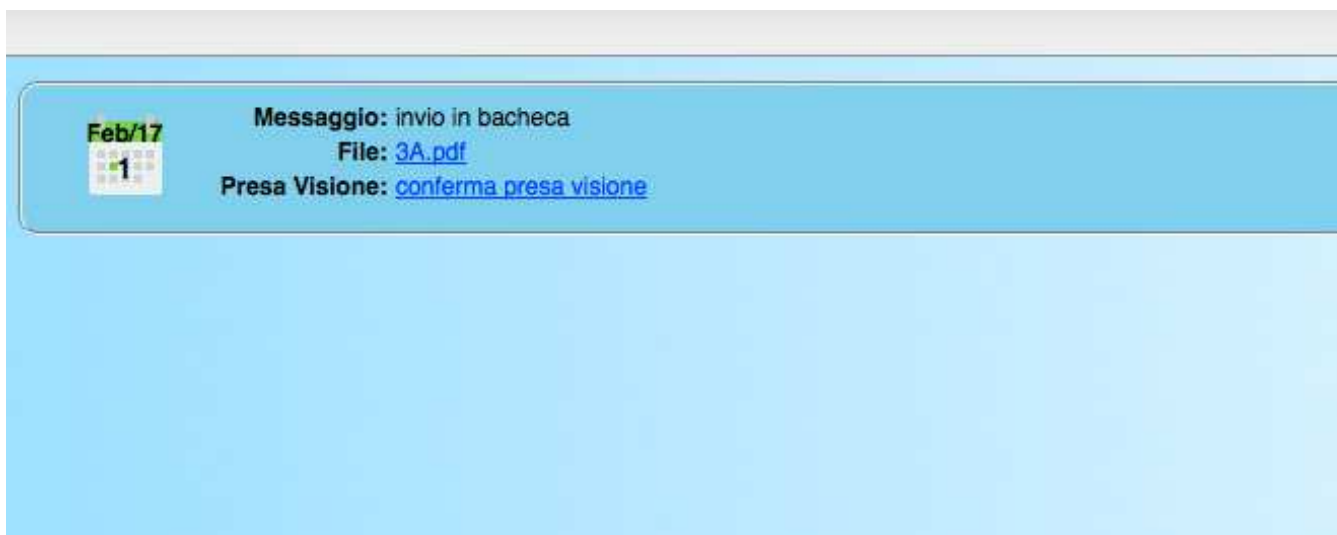 Feb/17
1
Messaggio: invio in bacheca
File: 3A.pdf
Presa Visione: conferma presa visione